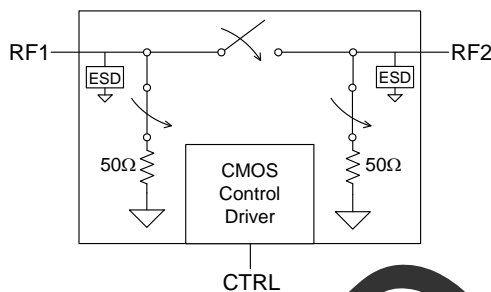 RF1
RF2
ESD
ESD
50Ω
50Ω
CMOS
Control
Driver
CTRL